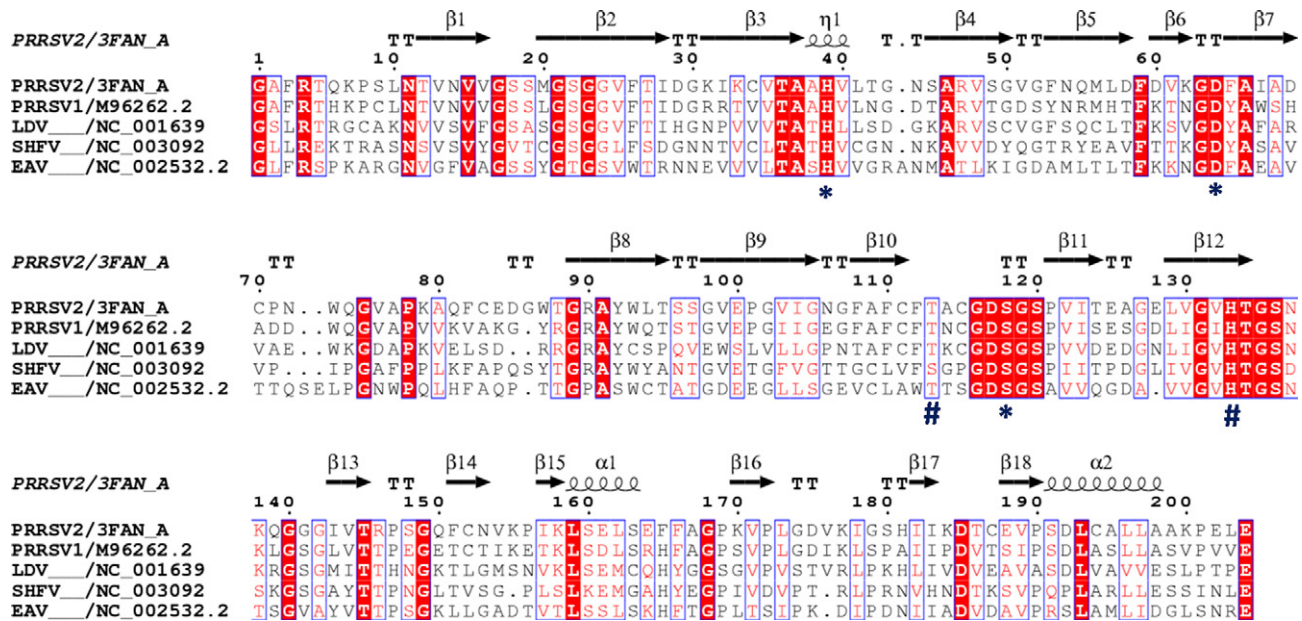 β1 β2 β3 η1 β4 β5 β6 β7
PRRSV2/3FAN_A TT TT T.T TT TT
1 10 20 30 40 50 60
PRRSV2/3FAN_A GAFRTQKPSLNTVNVVGSSMGSGGVFTIDGKIKCVTAAHVLTG.NSARVSGVGFNQMLDFDVKGDFAIAD
PRRSV1/M96262.2 GAFRTHKPCLNTVNVVGSSLGSGGVFTIDGRRTVVTAAHVLNG.DTARVTGDSYNRMHTFKTNGDYAWSH
LDV___/NC_001639 GSLRTRGCAKNVVSVFGSASGSGGVFTIHGNPVVVTATHLLSD.GKARVSCVGFSQCLTFKSVGDYAFAR
SHFV__/NC_003092 GLLREKTRASNSVSVYGVTCGSGGVFSRDNNVVCLTATHVCGN.NKAVVDYQGTRYEAVFTTKGDYASAV
EAV___/NC_002532.2 GLFRSPKARGNVGFVAGSSYGTGSVWTRNNEVVVLTASHVVGRANMATLKIGDAMLTLTFKKNGDFAEAV
* *
β8 β9 β10 β11 β12
PRRSV2/3FAN_A TT TT TT TT TT TT
70 80 90 100 110 120 130
PRRSV2/3FAN_A CPN..WQGVAPKAQFCEDGWTGRAYWLTSSGVEPGVIGNGFAFCFTACGDSGSPVITEAGELVGVHTGSN
PRRSV1/M96262.2 ADD..WQGVAPVVKVAKG.YRGRAYWQTSTGVEPGVIGEGFAFCFTNCGDSGSPVISESGDLIGIHTGSN
LDV___/NC_001639 VAE..WKGDAPKVELSD..RRGRAYCSPQVEWSLVLLGPNTAFCFTKCGDSGSPVVDEDGNLIGVHTGSN
SHFV__/NC_003092 VP...IPGAFPPLKFAPQSYTGRAYWYANTGVETGFVGTTGCLVFSGCGDSGSPIITPDGLIVGVHTGSD
EAV___/NC_002532.2 TTQSELPGNWPQLHFAQP.TTGPASWCTATGDEEGLLSGEVCLAWTTSGDSGSAVVQGDA.VVGVHTGSN
# * #
β13 β14 β15 α1 β16 β17 β18 α2
PRRSV2/3FAN_A TT TT TT
140 150 160 170 180 190 200
PRRSV2/3FAN_A KQGGGIVTRPSGQFCNVKPIKLSELSEFFAGPKVPLGDVKIGSHIIKDTCEVPSDLCALLAAKPELE
PRRSV1/M96262.2 KLGSGLVTTPEGETCTIKETKLSDLSRHFAGPSVPLGDIKLSPAIIPDVTSIPSDLASLLASVPVVE
LDV___/NC_001639 KRGSGMITTHNGKTLGMSNVKLSEMCQHYGGSGVPVSTVRLPKHLIVDVEAVASDLVAVVESLPTPE
SHFV__/NC_003092 SKGSGAYTTPNGLTVSG.PLSLKEMGAHYEGPIVDVPTRLPRNVHNDTKSVPQPLARLLESSINLE
EAV___/NC_002532.2 TSGVAYVTTPSGKLLGADTVTLSSLSKHFTGPLTSIPK.DIPDNIIADVDAVPRSLAMLIDGLSNRE